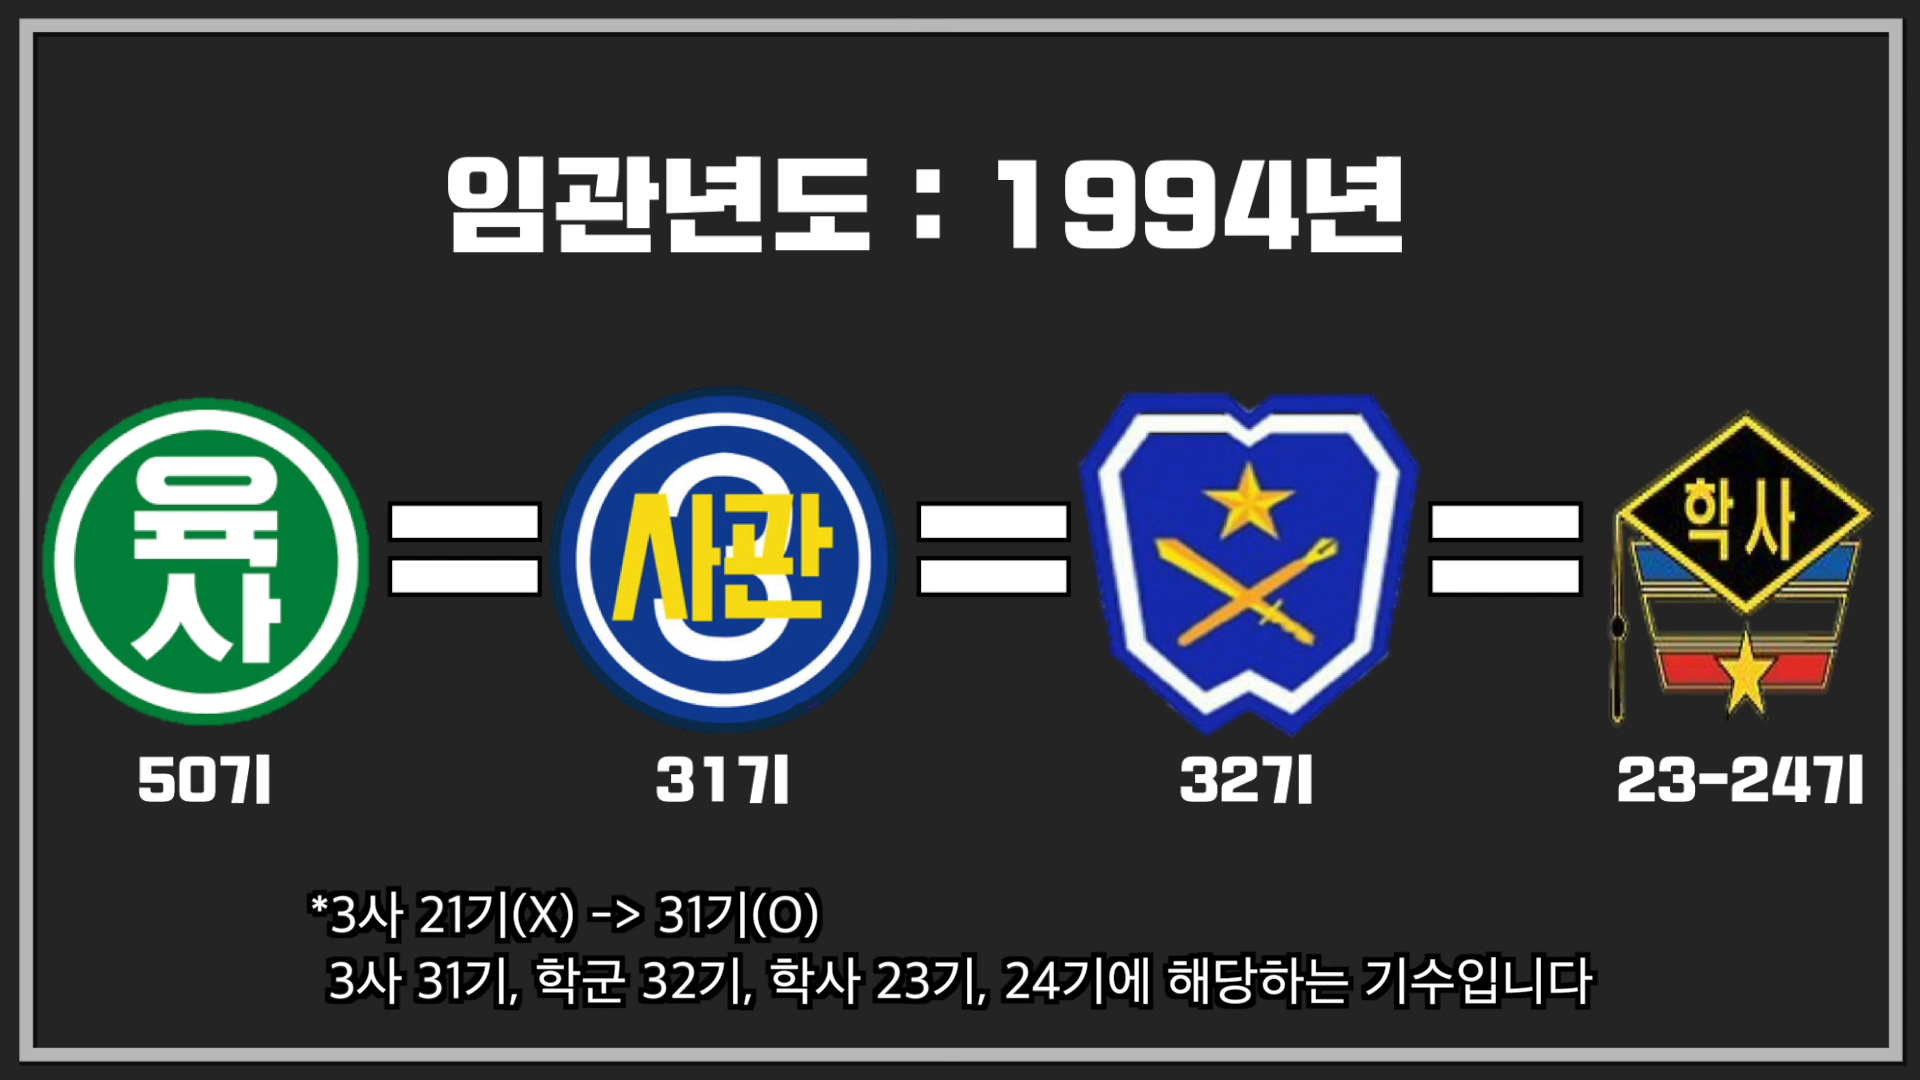 임관년도 : 1994년
육사
3
사관
학사
50기
31기
32기
23-24기
*3사 21기(X) -> 31기(O)
3사 31기, 학군 32기, 학사 23기, 24기에 해당하는 기수입니다